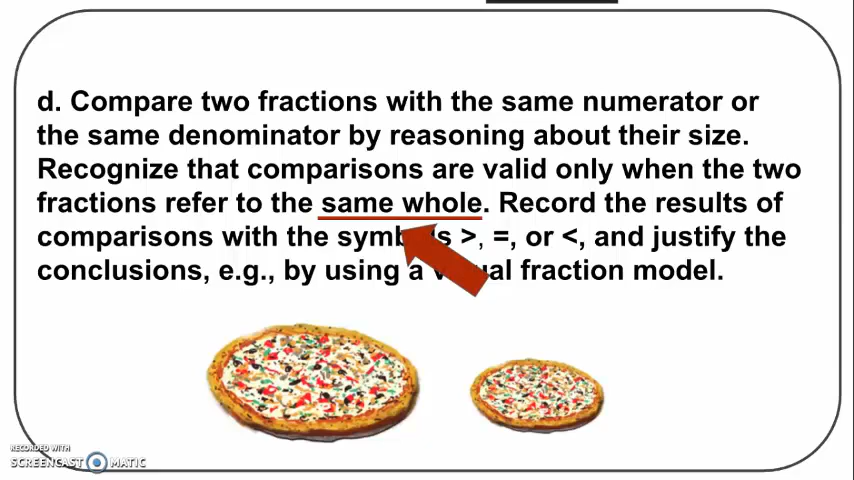 d. Compare two fractions with the same numerator or
the same denominator by reasoning about their size.
Recognize that comparisons are valid only when the two
fractions refer to the same whole. Record the results of
comparisons with the symbols >, =, or <, and justify the
conclusions, e.g., by using a visual fraction model.
RECORDED WITH
SCREENCAST MATIC